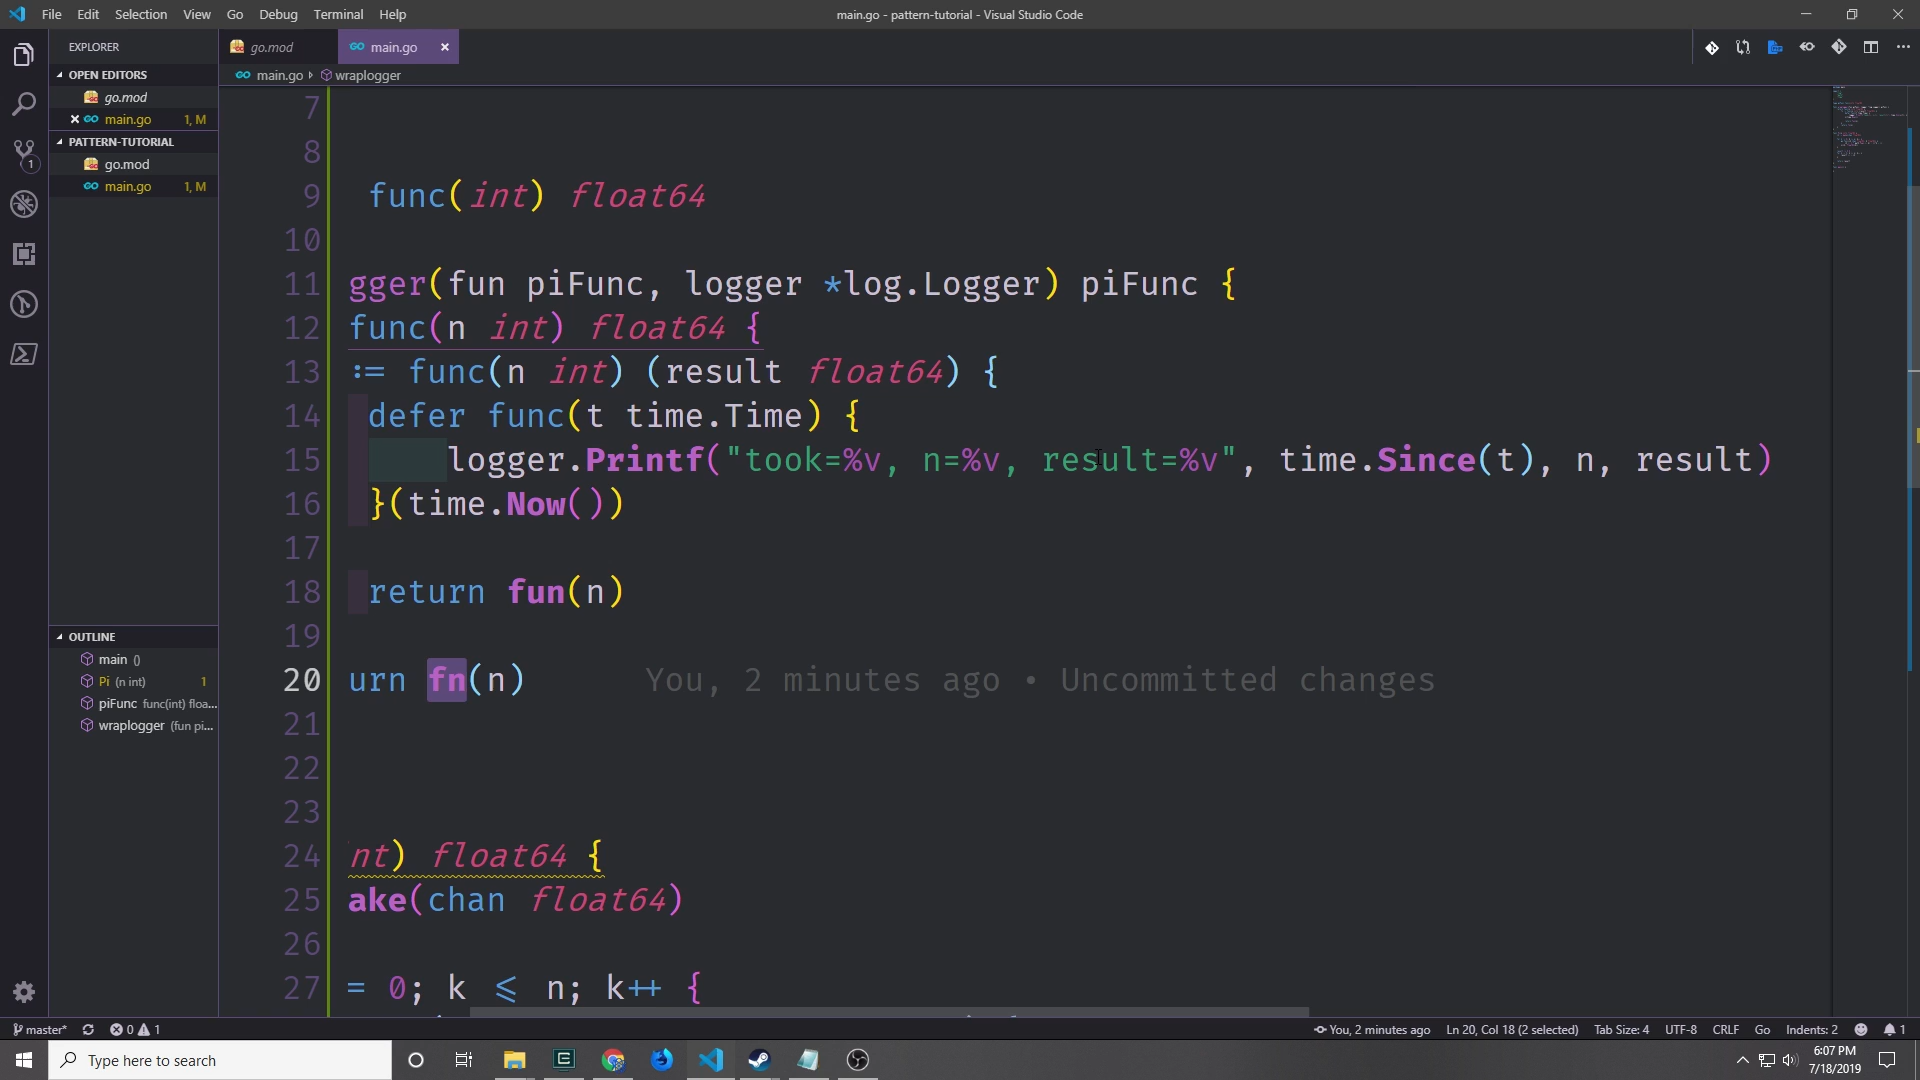 File Edit Selection View Go Debug Terminal Help
main.go - pattern-tutorial - Visual Studio Code
EXPLORER
go.mod
main.go
OPEN EDITORS
go.mod
main.go 1, M
PATTERN-TUTORIAL
go.mod
main.go 1, M
1
main.go wraplogger
7
8
9 func(int) float64
10
11 gger(fun piFunc, logger *log.Logger) piFunc {
12 func(n int) float64 {
13 := func(n int) (result float64) {
14 defer func(t time.Time) {
15 logger.Printf("took=%v, n=%v, result=%v", time.Since(t), n, result)
16 }(time.Now())
17
18 return fun(n)
19
20 urn fn(n) You, 2 minutes ago • Uncommitted changes
21
22
23
24 nt) float64 {
25 ake(chan float64)
26
27 = 0; k <= n; k++ {
OUTLINE
main ()
Pi (n int) 1
piFunc func(int) floa...
wraplogger (fun pi...
master* 0 1
You, 2 minutes ago Ln 20, Col 18 (2 selected) Tab Size: 4 UTF-8 CRLF Go Indents: 2 1
Type here to search
6:07 PM
7/18/2019